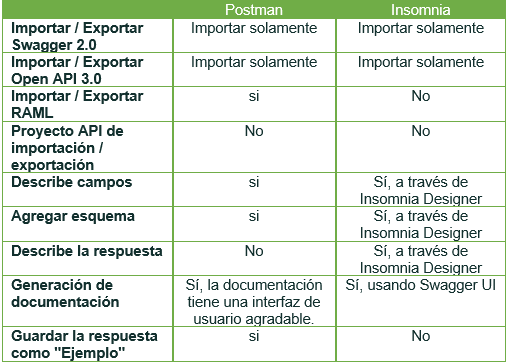 Postman Insomnia
Importar / Exportar Importar solamente Importar solamente
Swagger 2.0
Importar / Exportar Importar solamente Importar solamente
Open API 3.0
Importar / Exportar si No
RAML
Proyecto API de No No
importación /
exportación
Describe campos si Sí, a través de
Insomnia Designer
Agregar esquema si Sí, a través de
Insomnia Designer
Describe la respuesta No Sí, a través de
Insomnia Designer
Generación de Sí, la documentación Sí, usando Swagger UI
documentación tiene una interfaz de
usuario agradable.
Guardar la respuesta si No
como "Ejemplo"